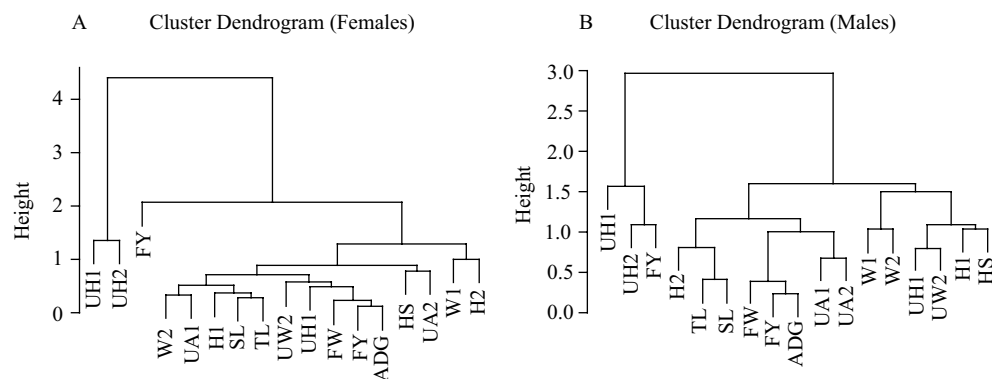 A Cluster Dendrogram (Females)
Height
4
3
2
1
0
UH1 UH2 FY W2 UA1 H1 SL TL UW2 UH1 FW FY ADG HS UA2 W1 H2
B Cluster Dendrogram (Males)
Height
3.0
2.5
2.0
1.5
1.0
0.5
0.0
UH1 UH2 FY H2 TL SL FW FY ADG UA1 UA2 W1 W2 UH1 UW2 H1 HS